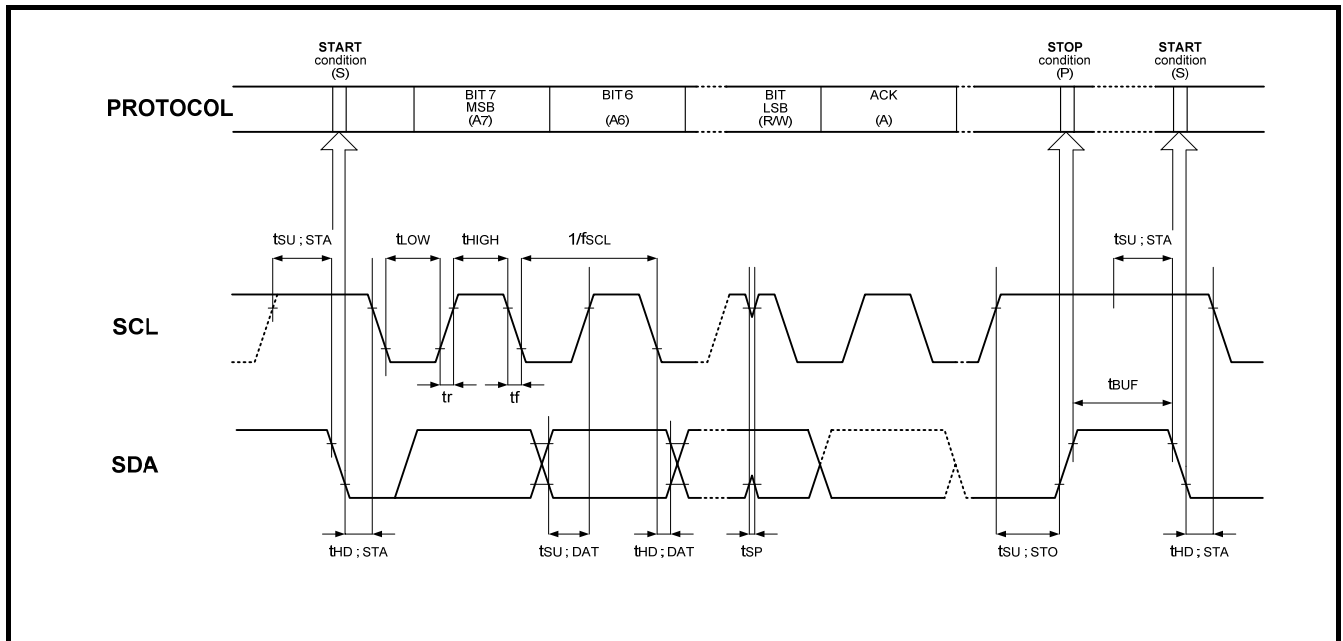 START
condition
(S)
STOP
condition
(P)
START
condition
(S)
PROTOCOL
BIT 7
MSB
(A7)
BIT 6
(A6)
BIT
LSB
(R/W)
ACK
(A)
tSU ; STA
tLOW
tHIGH
1/fSCL
tSU ; STA
SCL
tr
tf
tBUF
SDA
tHD ; STA
tSU ; DAT
tHD ; DAT
tSP
tSU ; STO
tHD ; STA